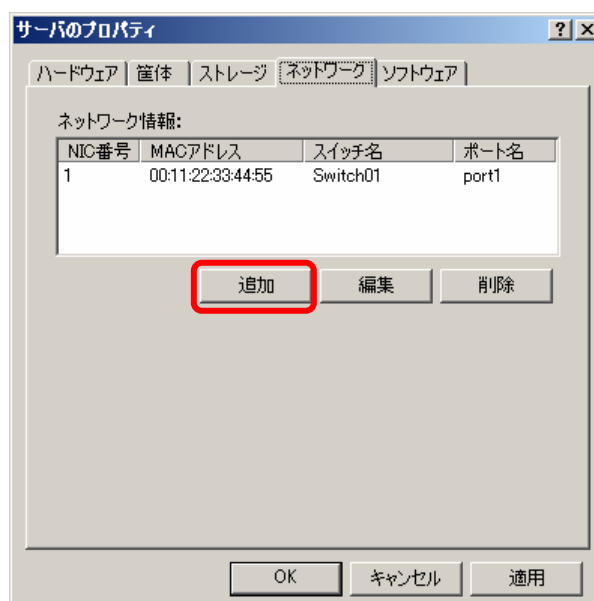 サーバのプロパティ
ハードウェア 筐体 ストレージ ネットワーク ソフトウェア
ネットワーク情報:
NIC番号 MACアドレス スイッチ名 ポート名
1 00:11:22:33:44:55 Switch01 port1
追加 編集 削除
OK キャンセル 適用